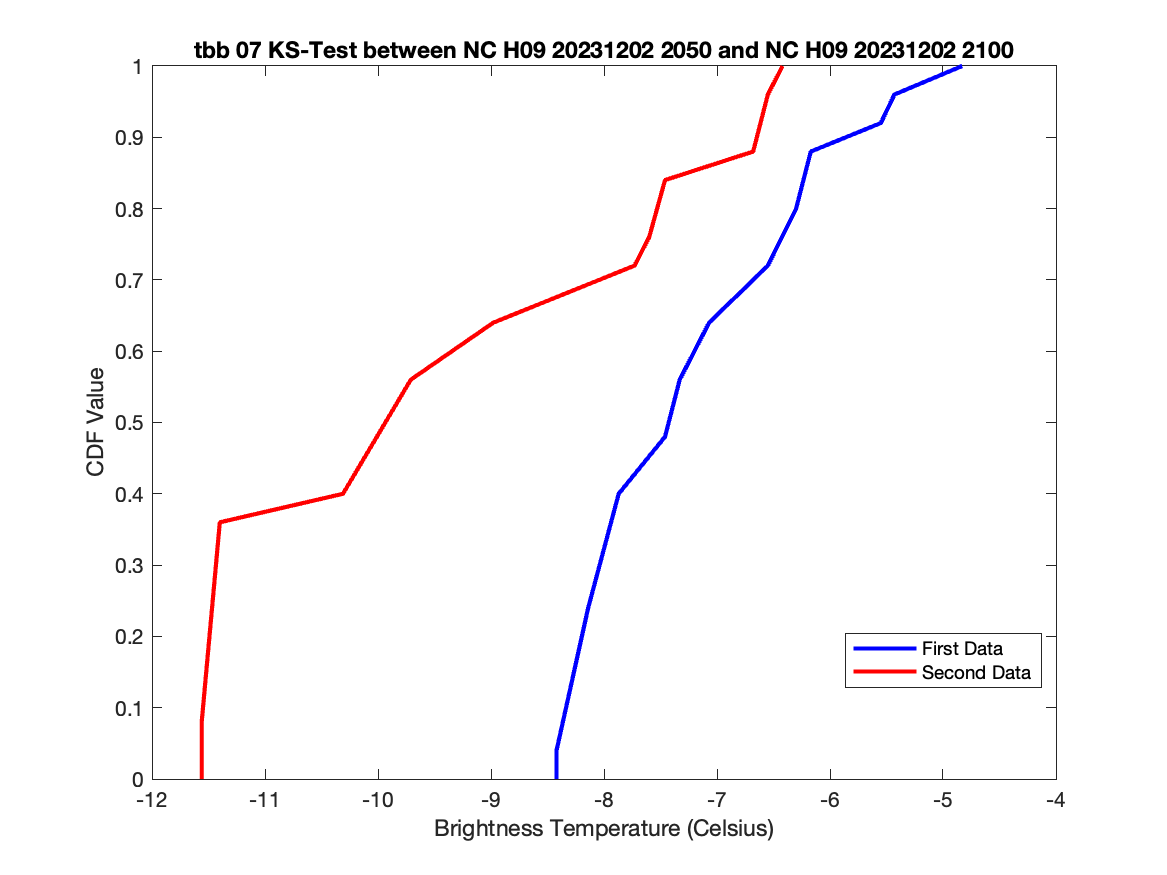 tbb 07 KS-Test between NC H09 20231202 2050 and NC H09 20231202 2100
1
0.9
0.8
0.7
0.6
0.5
0.4
0.3
0.2
0.1
0
CDF Value
First Data
Second Data
-12 -11 -10 -9 -8 -7 -6 -5 -4
Brightness Temperature (Celsius)